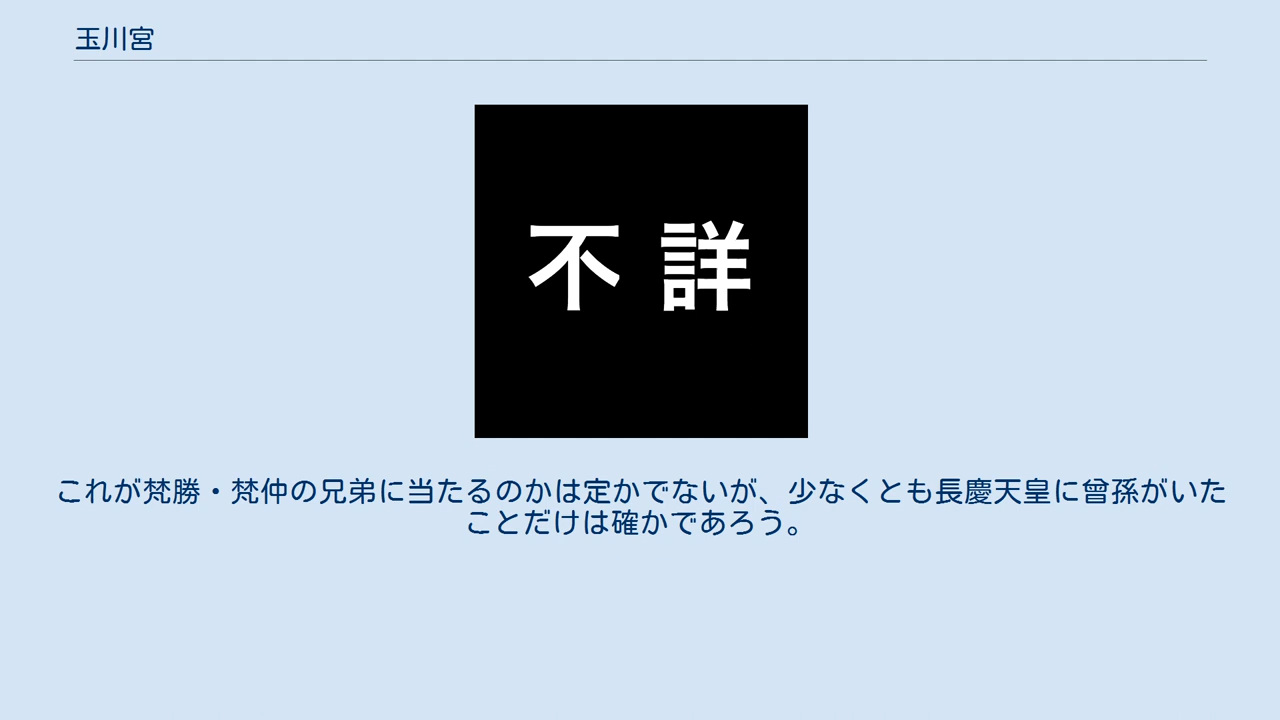 玉川宮
不詳
これが梵勝・梵仲の兄弟に当たるのかは定かでないが、少なくとも長慶天皇に曾孫がいた
ことだけは確かであろう。